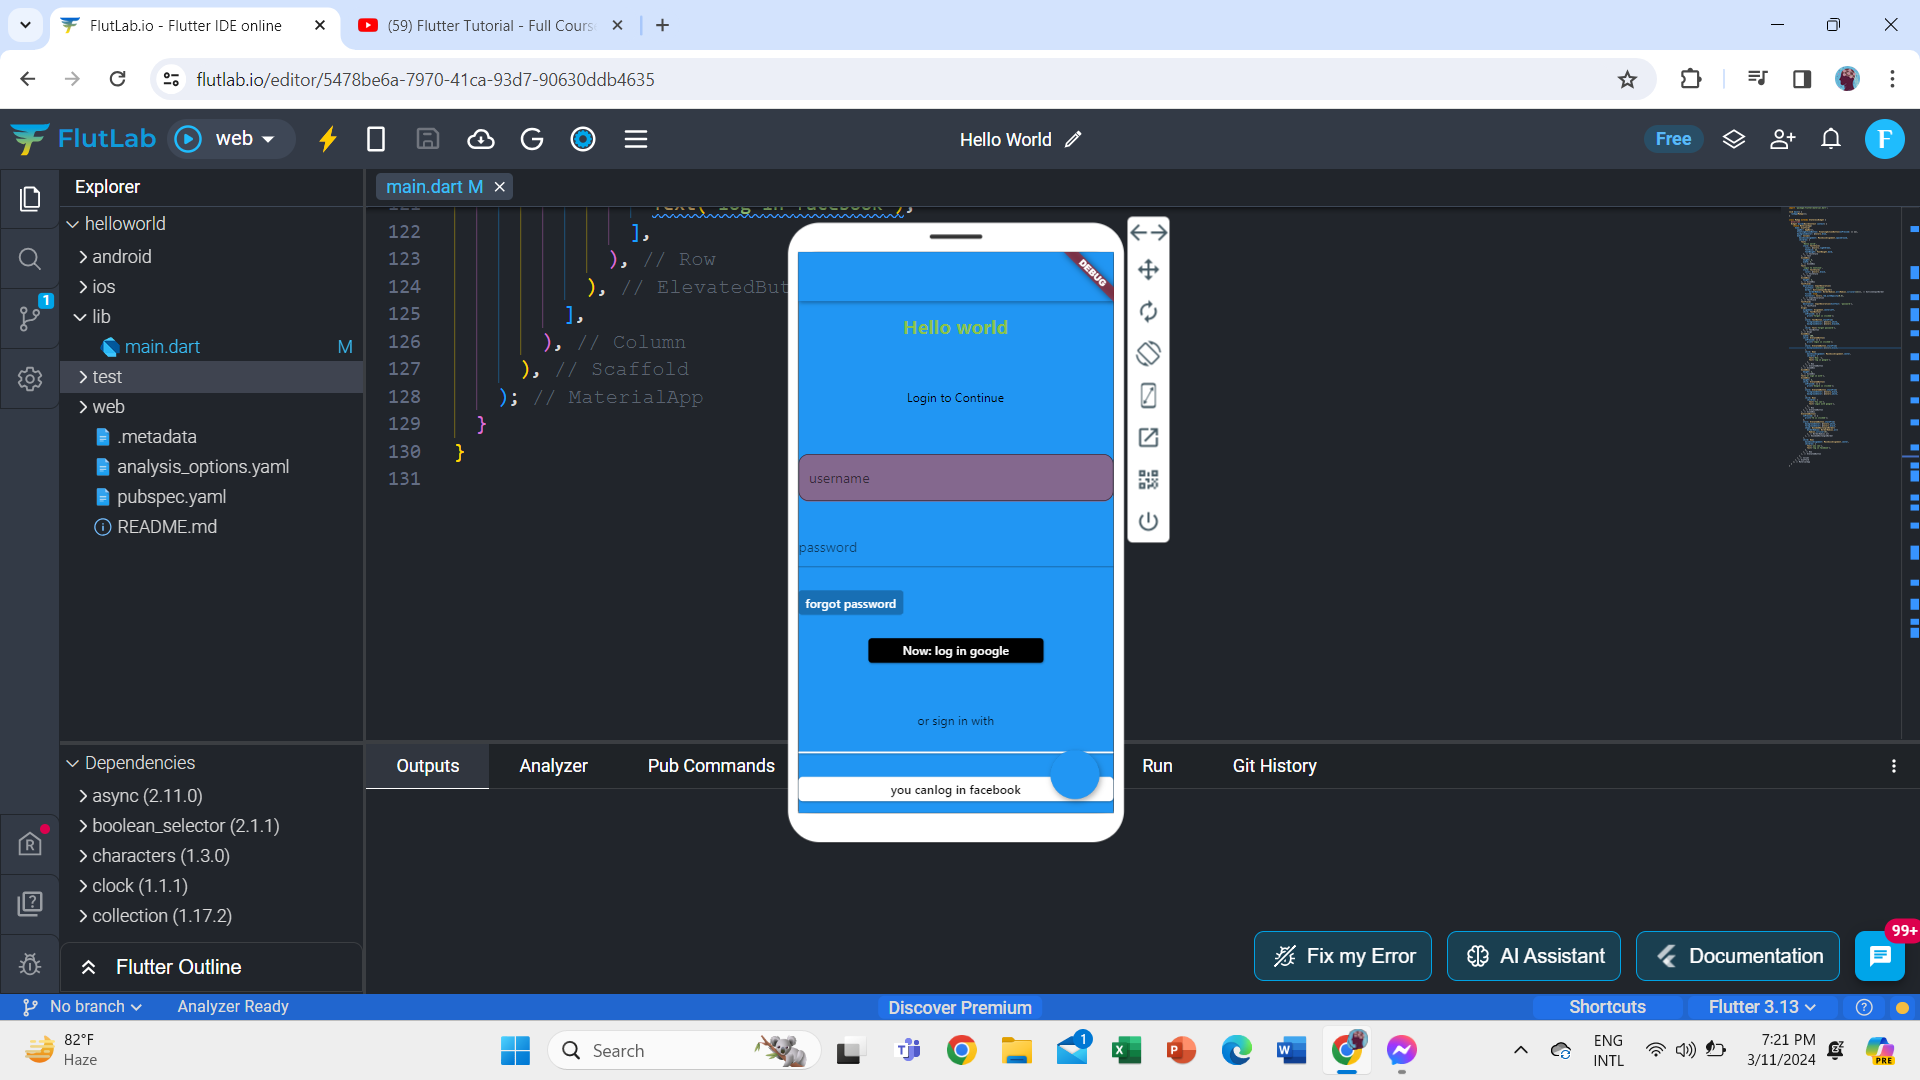 FlutLab.io - Flutter IDE online
(59) Flutter Tutorial - Full Cours
flutlab.io/editor/5478be6a-7970-41ca-93d7-90630ddb4635
FlutLab
web
Hello World
Free
F
Explorer
main.dart M
helloworld
android
ios
lib
main.dart M
test
web
.metadata
analysis_options.yaml
pubspec.yaml
README.md
1
122 ],
123 ), // Row
124 ), // ElevatedBut
125 ],
126 ), // Column
127 ), // Scaffold
128 ); // MaterialApp
129 }
130 }
131
DEBUG
Hello world
Login to Continue
username
password
forgot password
Now: log in google
or sign in with
you canlog in facebook
Dependencies
async (2.11.0)
boolean_selector (2.1.1)
characters (1.3.0)
clock (1.1.1)
collection (1.17.2)
Flutter Outline
Outputs
Analyzer
Pub Commands
Run
Git History
Fix my Error
AI Assistant
Documentation
99+
No branch
Analyzer Ready
Discover Premium
Shortcuts
Flutter 3.13
82°F
Haze
Search
1
ENG
INTL
7:21 PM
3/11/2024
PRE